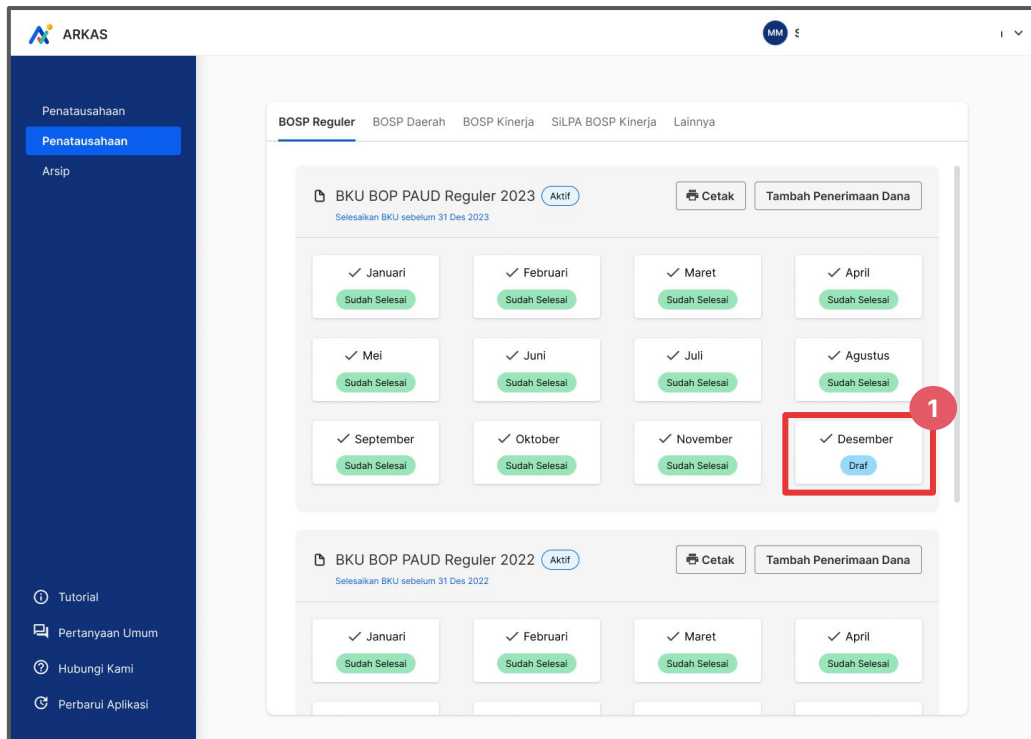 ARKAS
MM
Penatausahaan
Penatausahaan
Arsip
Tutorial
Pertanyaan Umum
Hubungi Kami
Perbarui Aplikasi
BOSP Reguler BOSP Daerah BOSP Kinerja SiLPA BOSP Kinerja Lainnya
BKU BOP PAUD Reguler 2023 Aktif Cetak Tambah Penerimaan Dana
Selesaikan BKU sebelum 31 Des 2023
Januari Februari Maret April
Sudah Selesai Sudah Selesai Sudah Selesai Sudah Selesai
Mei Juni Juli Agustus
Sudah Selesai Sudah Selesai Sudah Selesai Sudah Selesai
1
September Oktober November Desember
Sudah Selesai Sudah Selesai Sudah Selesai Draf
BKU BOP PAUD Reguler 2022 Aktif Cetak Tambah Penerimaan Dana
Selesaikan BKU sebelum 31 Des 2022
Januari Februari Maret April
Sudah Selesai Sudah Selesai Sudah Selesai Sudah Selesai